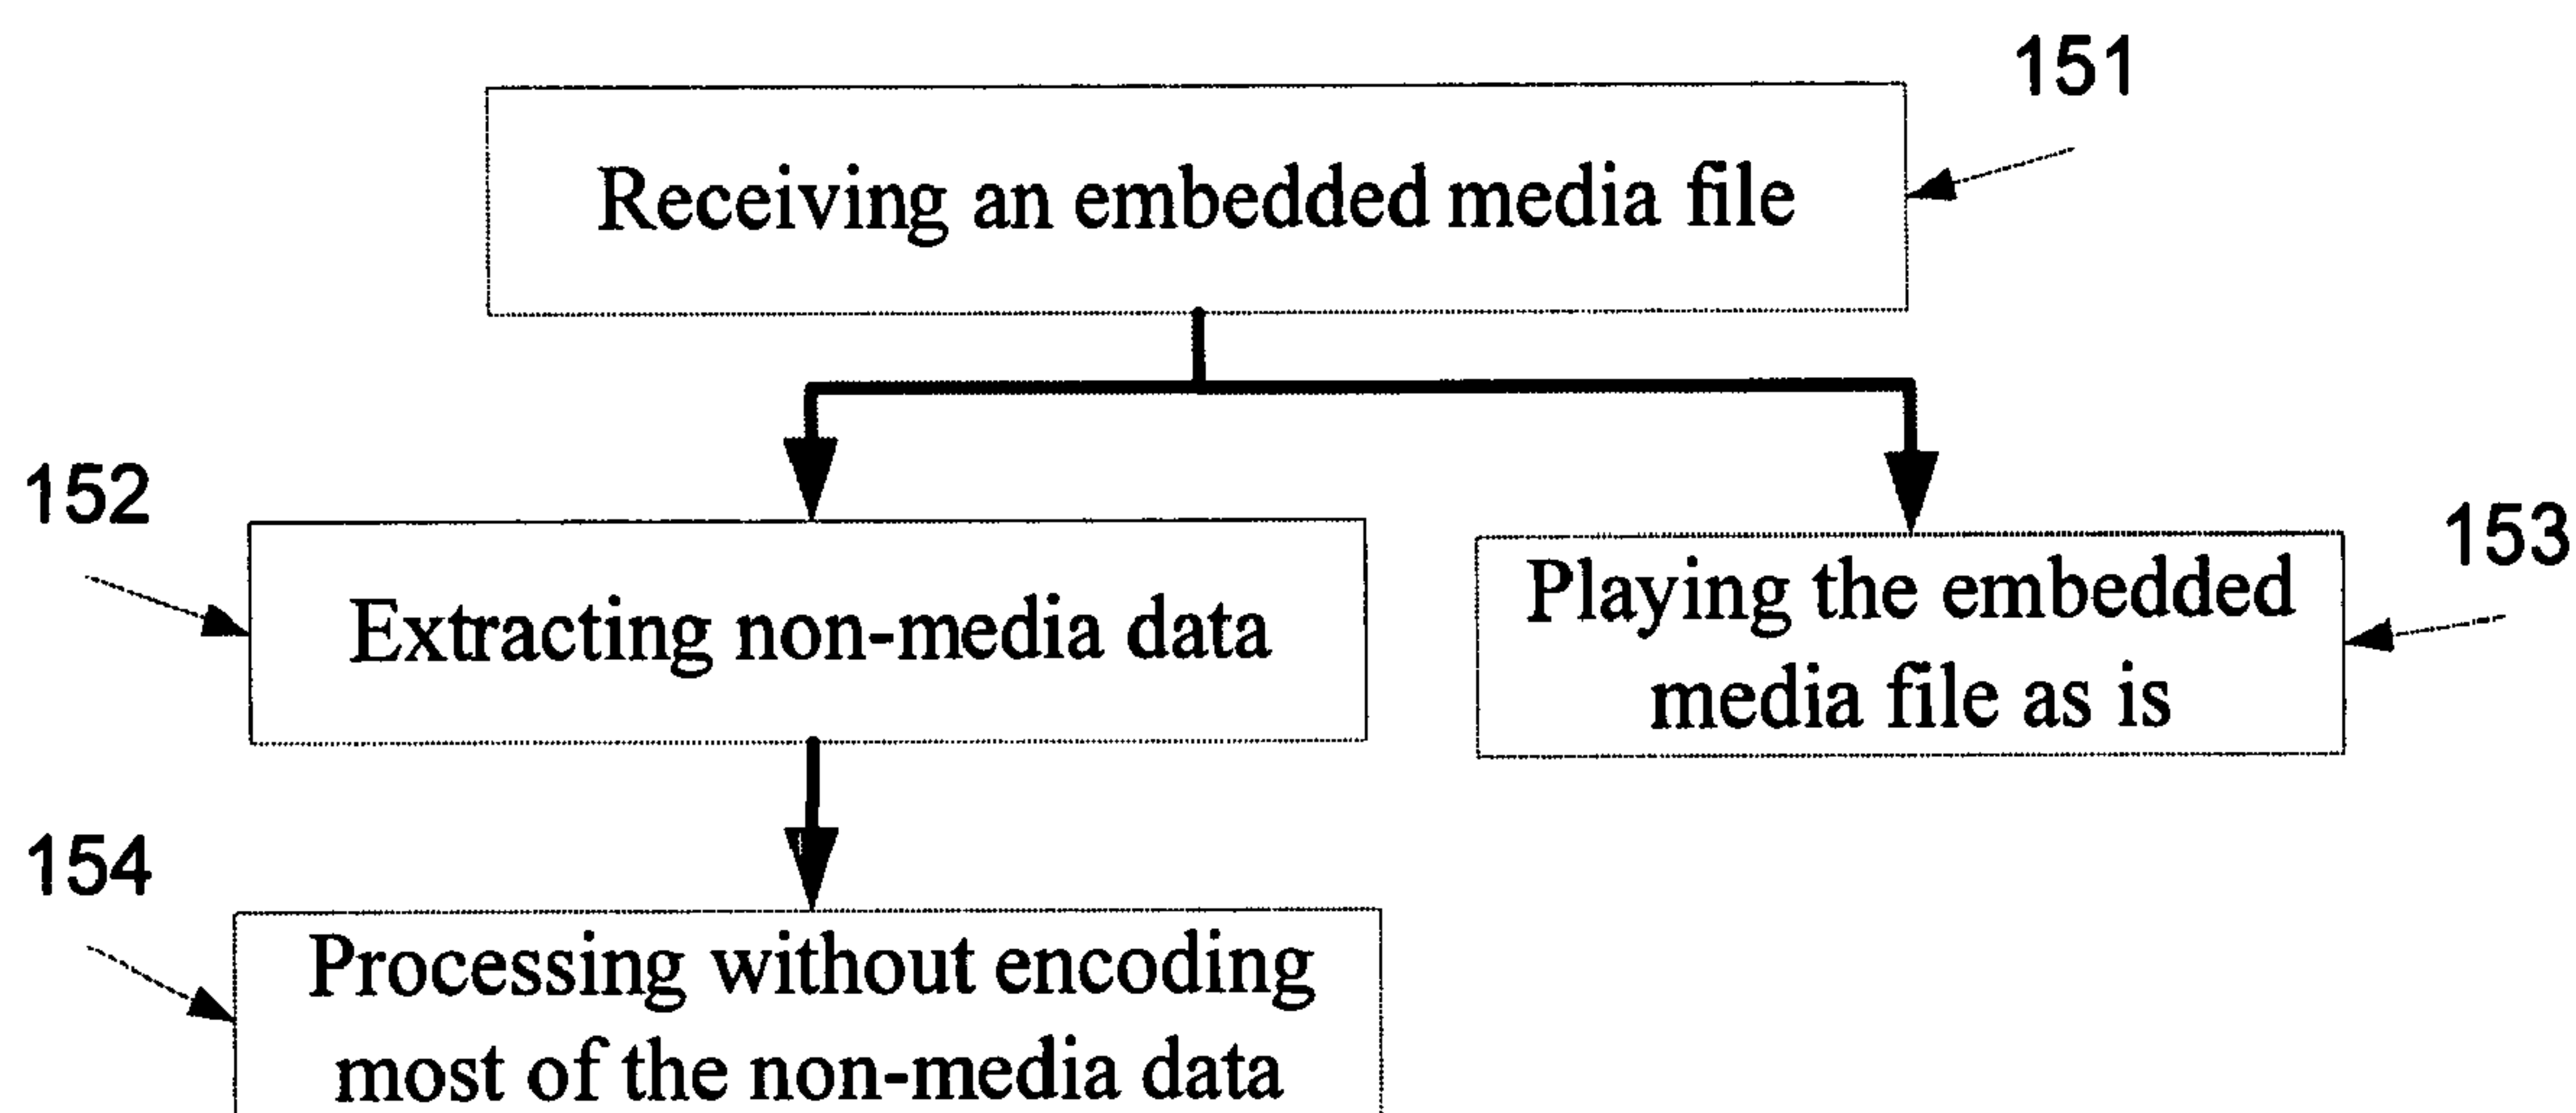 151
Receiving an embedded media file
152
Extracting non-media data
153
Playing the embedded
media file as is
154
Processing without encoding
most of the non-media data